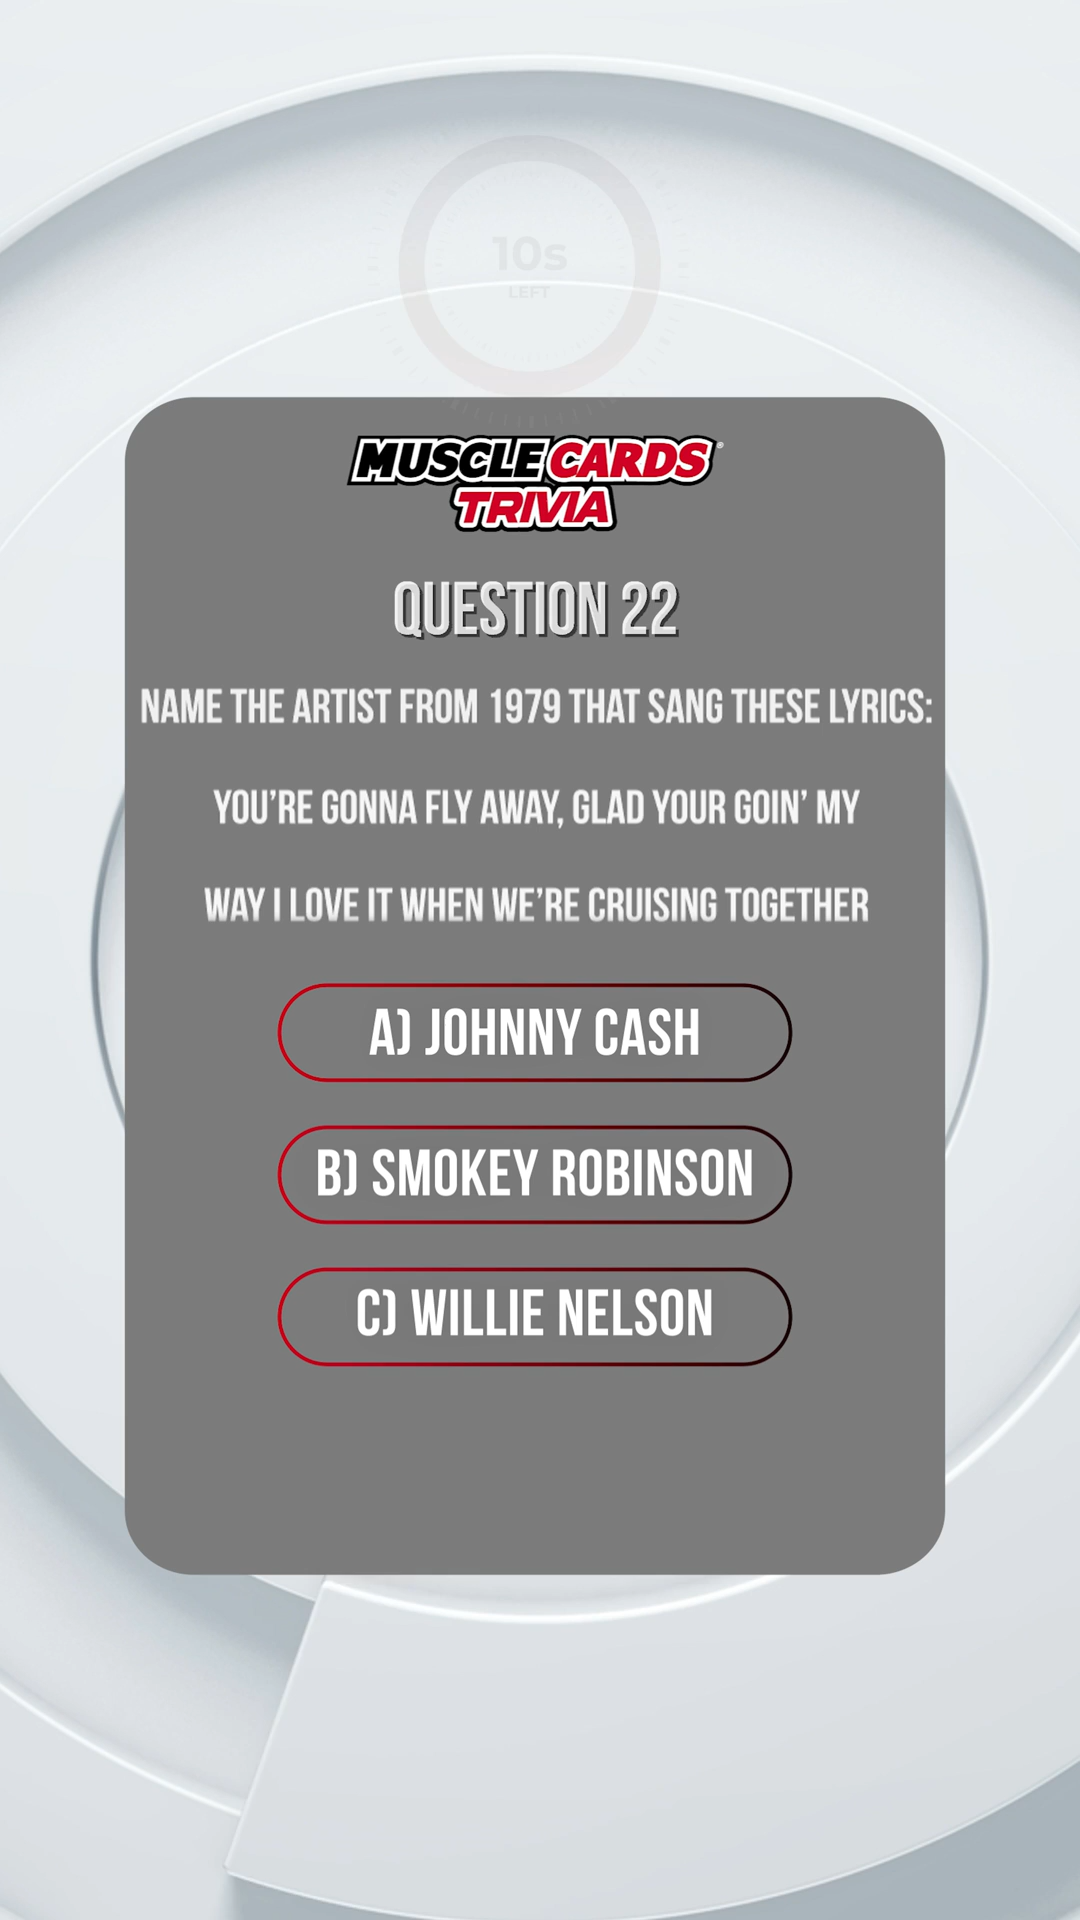 10s
LEFT
MUSCLE CARDS®
TRIVIA
QUESTION 22
NAME THE ARTIST FROM 1979 THAT SANG THESE LYRICS:
YOU’RE GONNA FLY AWAY, GLAD YOUR GOIN’ MY
WAY I LOVE IT WHEN WE’RE CRUISING TOGETHER
A) JOHNNY CASH
B) SMOKEY ROBINSON
C) WILLIE NELSON